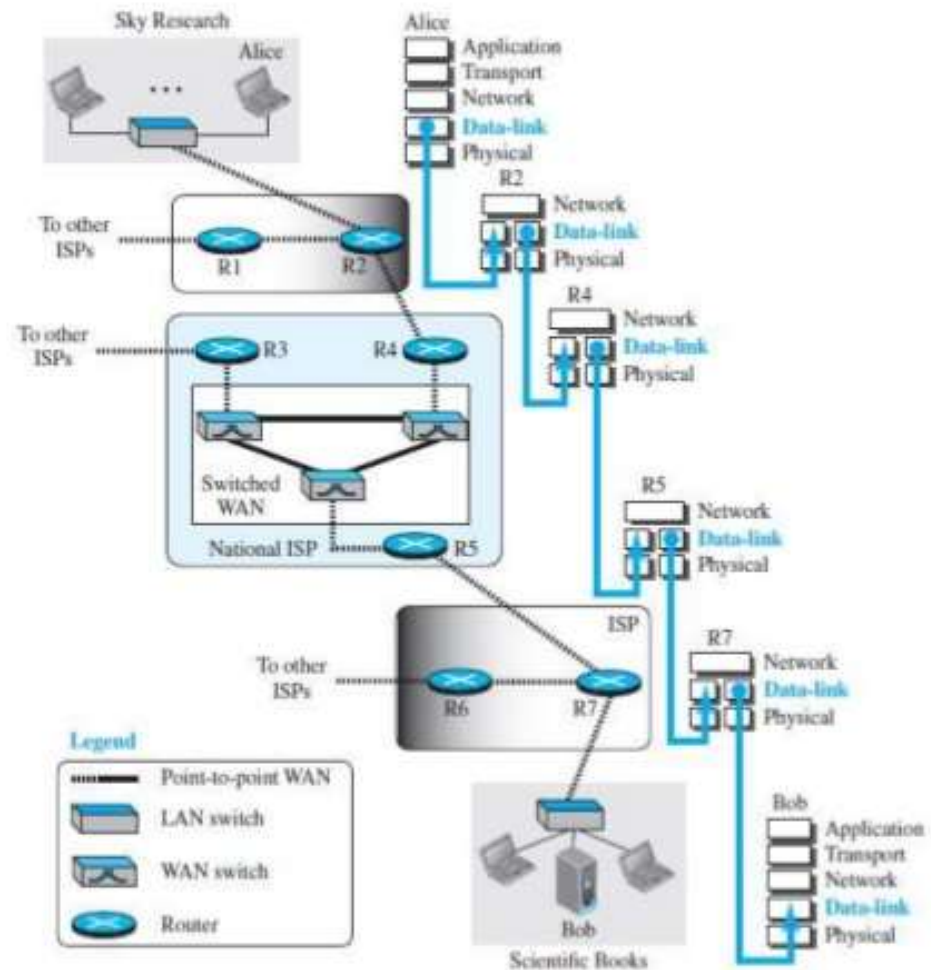 Sky Research
Alice
Alice
Application
Transport
Network
Data-link
Physical
R2
Network
Data-link
Physical
To other
ISPs
R1
R2
R4
Network
Data-link
Physical
To other
ISPs
R3
R4
Switched
WAN
National ISP
R5
R5
Network
Data-link
Physical
ISP
To other
ISPs
R6
R7
R7
Network
Data-link
Physical
Legend
Point-to-point WAN
LAN switch
WAN switch
Router
Bob
Scientific Books
Bob
Application
Transport
Network
Data-link
Physical